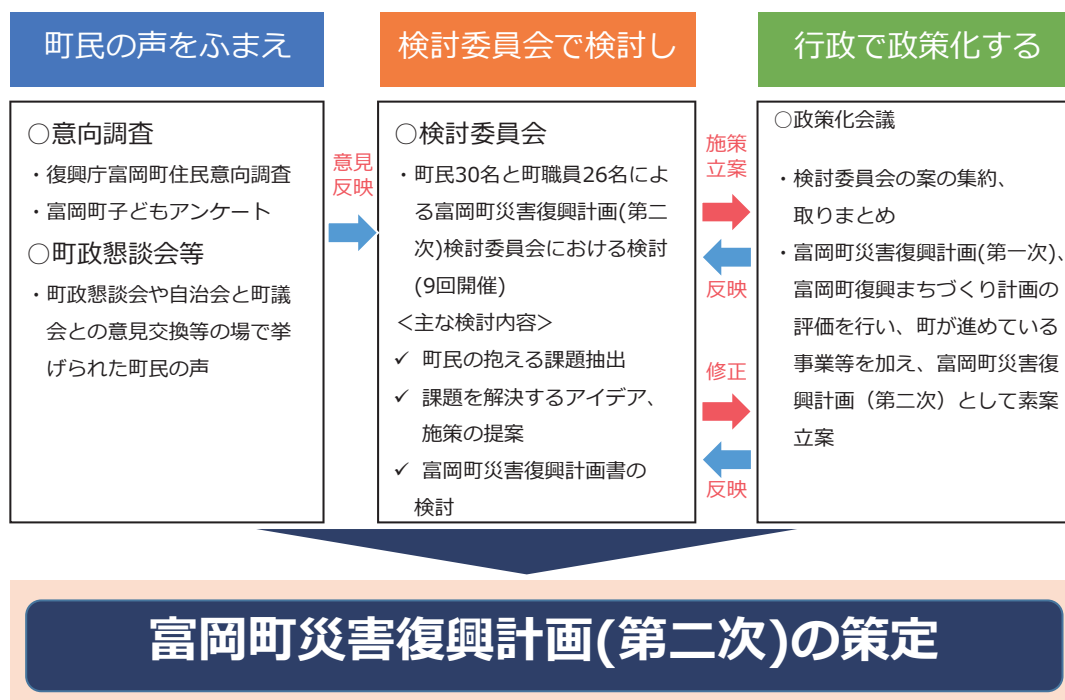 町民の声をふまえ
○意向調査
・復興庁富岡町住民意向調査
・富岡町子どもアンケート
○町政懇談会等
・町政懇談会や自治会と町議
会との意見交換等の場で挙
げられた町民の声
意見
反映
検討委員会で検討し
○検討委員会
・町民30名と町職員26名によ
る富岡町災害復興計画(第二
次)検討委員会における検討
(9回開催)
＜主な検討内容＞
✓ 町民の抱える課題抽出
✓ 課題を解決するアイデア、
施策の提案
✓ 富岡町災害復興計画書の
検討
施策
立案
反映
修正
反映
行政で政策化する
○政策化会議
・検討委員会の案の集約、
取りまとめ
・富岡町災害復興計画(第一次)、
富岡町復興まちづくり計画の
評価を行い、町が進めている
事業等を加え、富岡町災害復
興計画（第二次）として素案
立案
富岡町災害復興計画(第二次)の策定